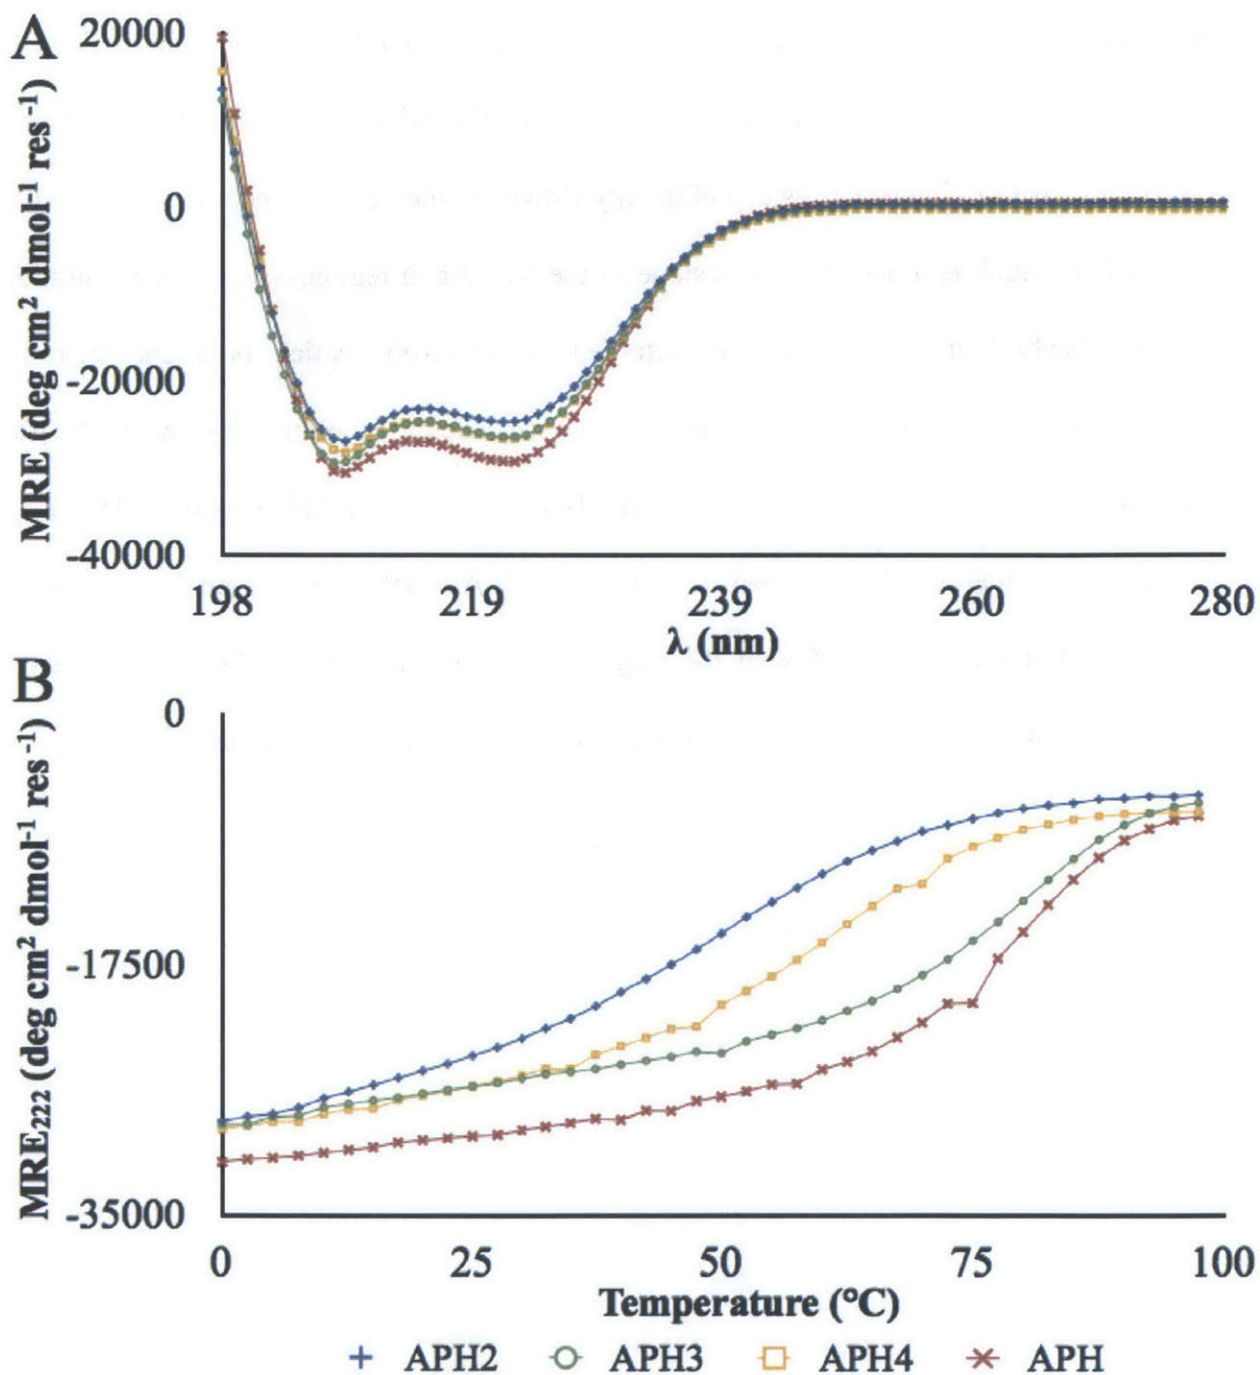 A
20000
0
-20000
-40000
MRE (deg cm² dmol⁻¹ res⁻¹)
198 219 239 260 280
λ (nm)
B
0
-17500
-35000
MRE₂₂₂ (deg cm² dmol⁻¹ res⁻¹)
0 25 50 75 100
Temperature (°C)
APH2 APH3 APH4 APH